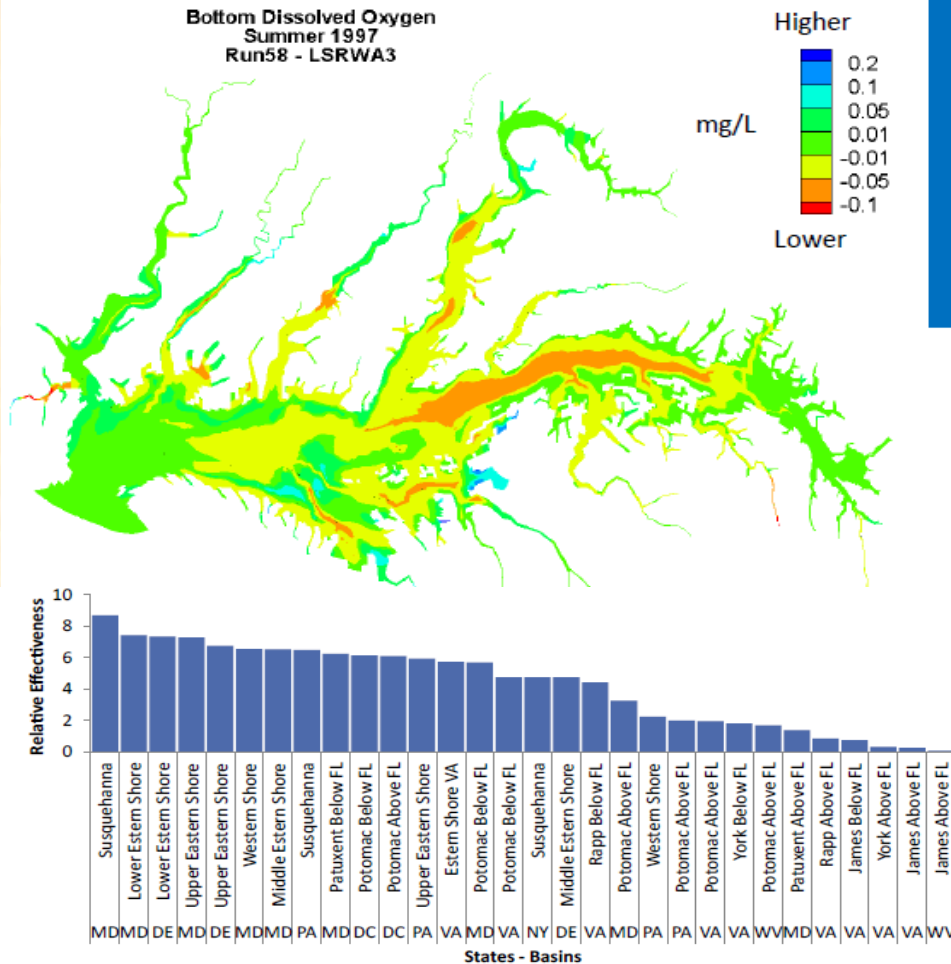 Bottom Dissolved Oxygen
Summer 1997
Run58 - LSRWA3
Higher
mg/L
0.2
0.1
0.05
0.01
-0.01
-0.05
-0.1
Lower
Relative Effectiveness
10
8
6
4
2
0
Susquehanna
Lower Estern Shore
Lower Estern Shore
Upper Eastern Shore
Upper Eastern Shore
Western Shore
Middle Estern Shore
Susquehanna
Patuxent Below FL
Potomac Below FL
Potomac Above FL
Upper Eastern Shore
Estern Shore VA
Potomac Below FL
Potomac Below FL
Susquehanna
Middle Estern Shore
Rapp Below FL
Potomac Above FL
Western Shore
Potomac Above FL
Potomac Above FL
York Below FL
Potomac Above FL
Patuxent Above FL
Rapp Above FL
James Below FL
York Above FL
James Above FL
James Above FL
MD MD DE MD DE MD MD PA MD DC DC PA VA MD VA NY DE VA MD PA PA VA VA WV MD VA VA VA VA WV
States - Basins